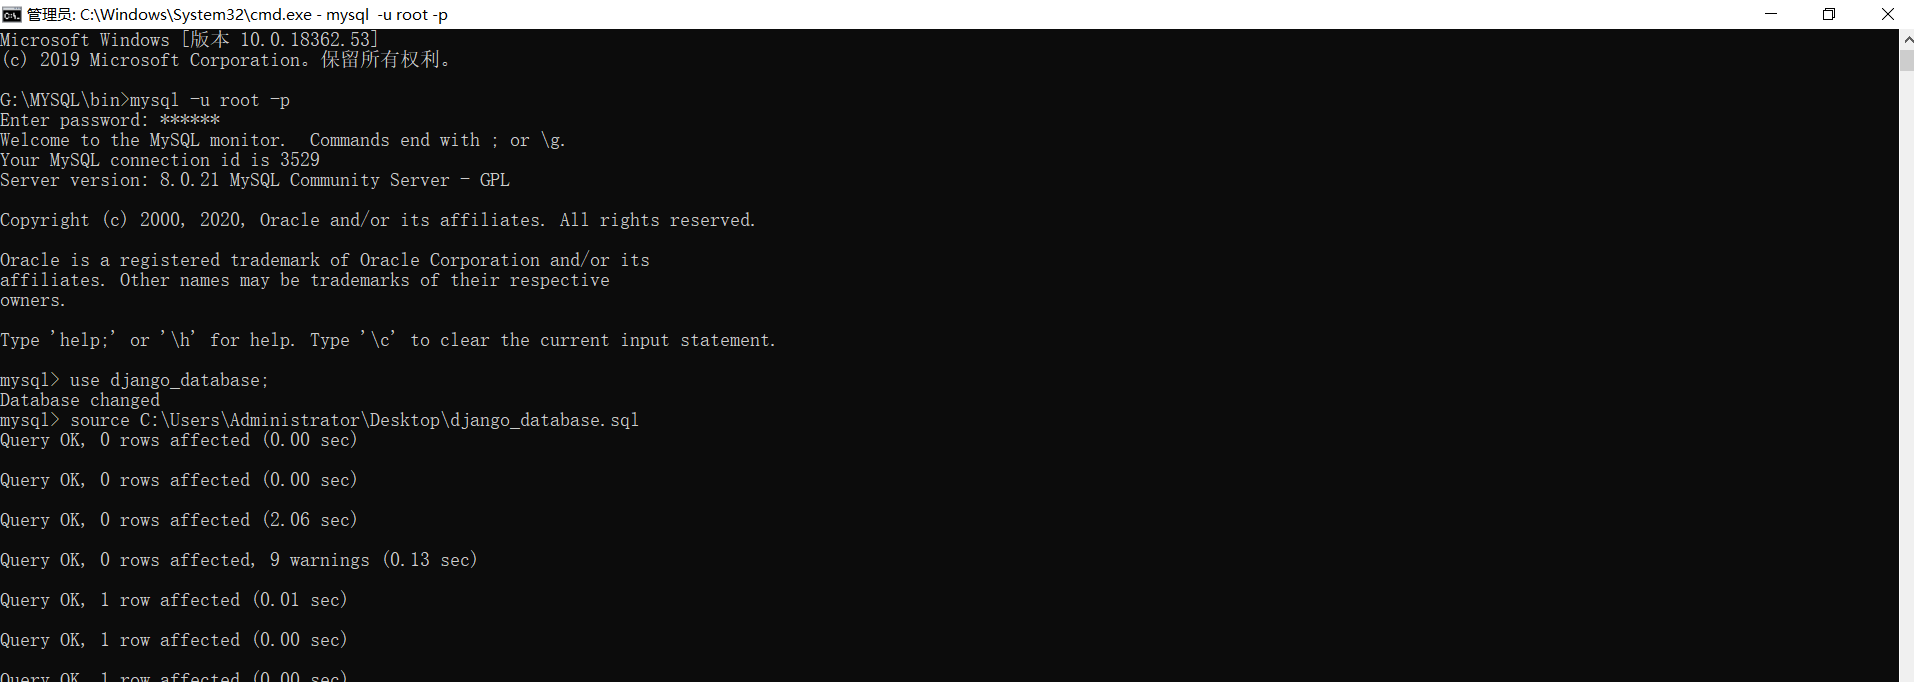 管理员: C:\Windows\System32\cmd.exe - mysql  -u root -p
Microsoft Windows [版本 10.0.18362.53]
(c) 2019 Microsoft Corporation。保留所有权利。
G:\MYSQL\bin>mysql -u root -p
Enter password: ******
Welcome to the MySQL monitor.  Commands end with ; or \g.
Your MySQL connection id is 3529
Server version: 8.0.21 MySQL Community Server - GPL
Copyright (c) 2000, 2020, Oracle and/or its affiliates. All rights reserved.
Oracle is a registered trademark of Oracle Corporation and/or its
affiliates. Other names may be trademarks of their respective
owners.
Type 'help;' or '\h' for help. Type '\c' to clear the current input statement.
mysql> use django_database;
Database changed
mysql> source C:\Users\Administrator\Desktop\django_database.sql
Query OK, 0 rows affected (0.00 sec)
Query OK, 0 rows affected (0.00 sec)
Query OK, 0 rows affected (2.06 sec)
Query OK, 0 rows affected, 9 warnings (0.13 sec)
Query OK, 1 row affected (0.01 sec)
Query OK, 1 row affected (0.00 sec)
Query OK, 1 row affected (0.00 sec)